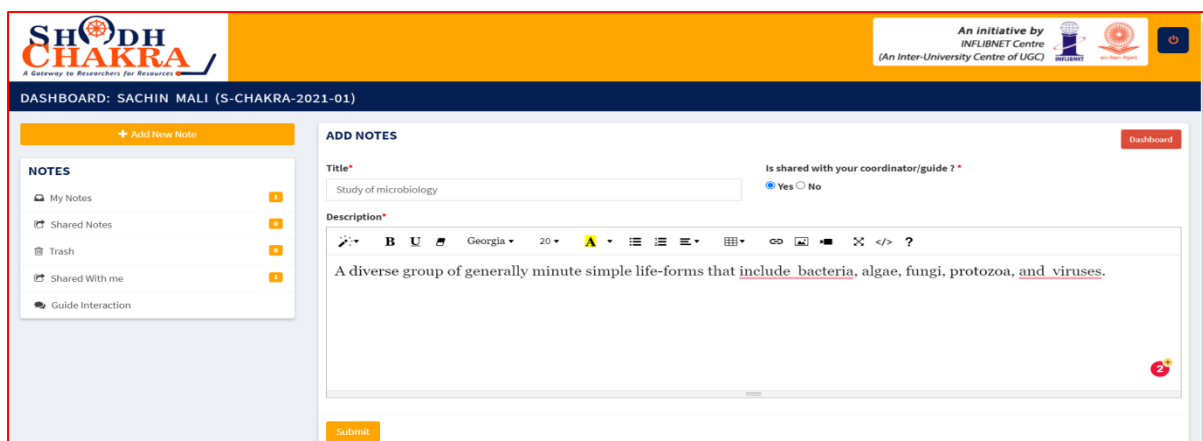 SHODH
CHAKRA
A Gateway to Researchers for Resources
An initiative by
INFLIBNET Centre
(An Inter-University Centre of UGC)
INFLIBNET
DASHBOARD: SACHIN MALI (S-CHAKRA-2021-01)
+ Add New Note
NOTES
My Notes 1
Shared Notes 0
Trash 0
Shared With me 1
Guide Interaction
ADD NOTES
Dashboard
Title*
Study of microbiology
Is shared with your coordinator/guide ? *
Yes No
Description*
B U Georgia 20 A </> ?
A diverse group of generally minute simple life-forms that include bacteria, algae, fungi, protozoa, and viruses.
2+
Submit